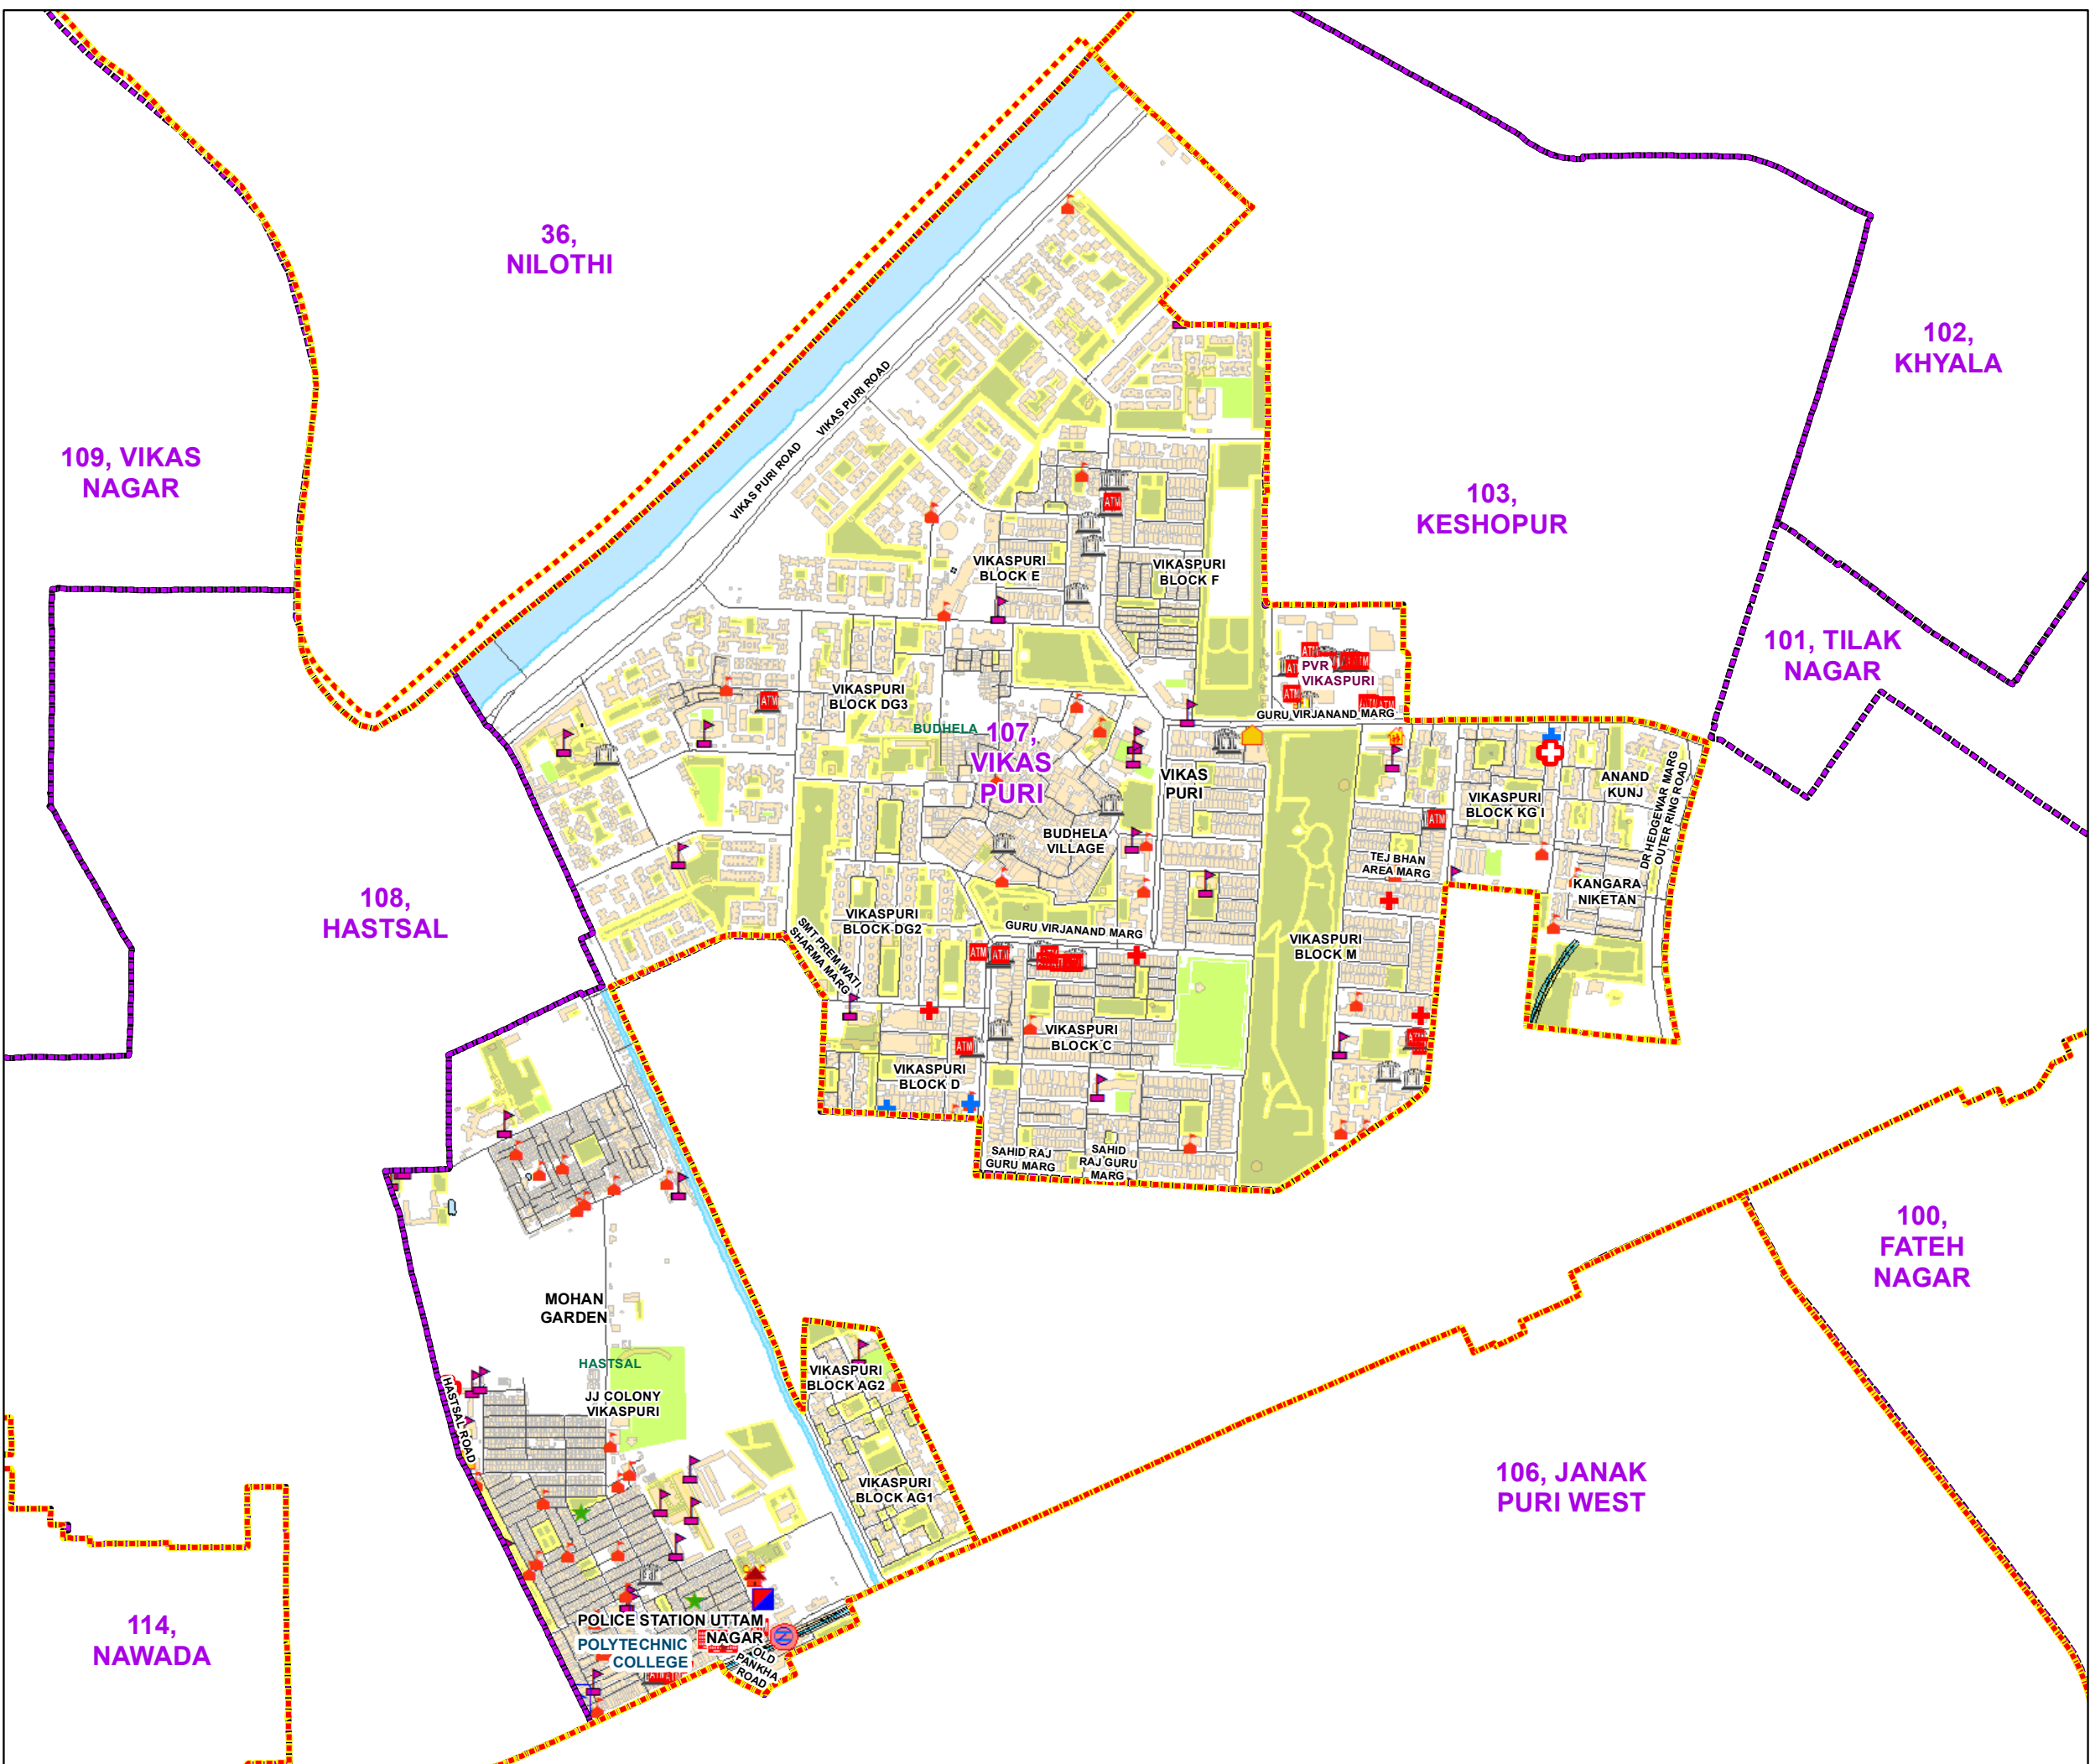 36,
NILOTHI
102,
KHYALA
109, VIKAS
NAGAR
103,
KESHOPUR
VIKAS PURI ROAD
VIKAS PURI ROAD
ATM
VIKASPURI
BLOCK E
VIKASPURI
BLOCK F
101, TILAK
NAGAR
PVR
VIKASPURI
VIKASPURI
BLOCK DG3
ATM
GURU VIRJANAND MARG
BUDHELA
107,
VIKAS
PURI
VIKAS
PURI
ANAND
KUNJ
DR HEDGEWAR MARG
OUTER RING ROAD
VIKASPURI
BLOCK KG I
ATM
BUDHELA
VILLAGE
TEJ BHAN
AREA MARG
KANGARA
NIKETAN
108,
HASTSAL
VIKASPURI
BLOCK DG2
SMT PREM WATI
SHARMA MARG
GURU VIRJANAND MARG
VIKASPURI
BLOCK M
ATM
ATM
VIKASPURI
BLOCK C
ATM
VIKASPURI
BLOCK D
SAHID RAJ
GURU MARG
SAHID
RAJ GURU
MARG
100,
FATEH
NAGAR
MOHAN
GARDEN
HASTSAL
JJ COLONY
VIKASPURI
HASTSAL ROAD
VIKASPURI
BLOCK AG2
VIKASPURI
BLOCK AG1
106, JANAK
PURI WEST
114,
NAWADA
POLICE STATION UTTAM
NAGAR
POLYTECHNIC
COLLEGE
OLD
PANKHA
ROAD